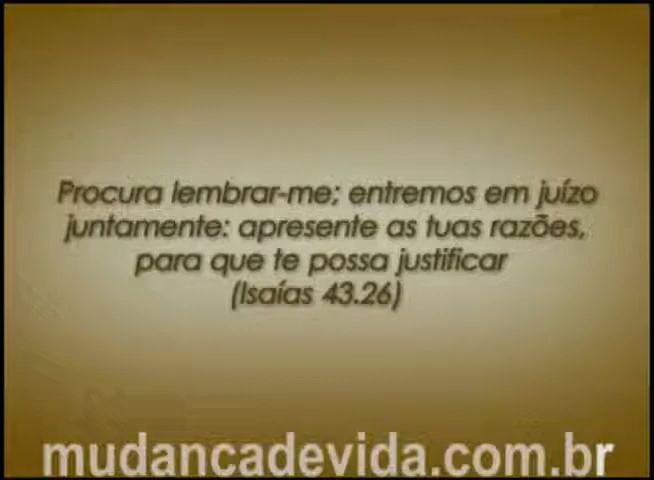 Procura lembrar-me; entremos em juízo
juntamente: apresente as tuas razões,
para que te possa justificar
(Isaías 43.26)
mudancadevida.com.br